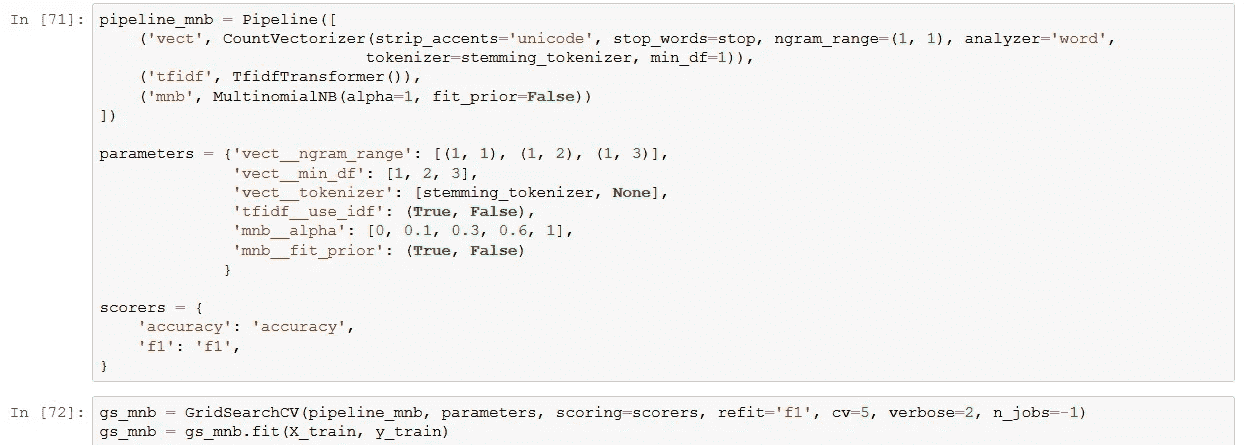 In [71]: pipeline_mnb = Pipeline([
    ('vect', CountVectorizer(strip_accents='unicode', stop_words=stop, ngram_range=(1, 1), analyzer='word',
                             tokenizer=stemming_tokenizer, min_df=1)),
    ('tfidf', TfidfTransformer()),
    ('mnb', MultinomialNB(alpha=1, fit_prior=False))
])
parameters = {'vect__ngram_range': [(1, 1), (1, 2), (1, 3)],
              'vect__min_df': [1, 2, 3],
              'vect__tokenizer': [stemming_tokenizer, None],
              'tfidf__use_idf': (True, False),
              'mnb__alpha': [0, 0.1, 0.3, 0.6, 1],
              'mnb__fit_prior': (True, False)
             }
scorers = {
    'accuracy': 'accuracy',
    'f1': 'f1',
}
In [72]: gs_mnb = GridSearchCV(pipeline_mnb, parameters, scoring=scorers, refit='f1', cv=5, verbose=2, n_jobs=-1)
gs_mnb = gs_mnb.fit(X_train, y_train)